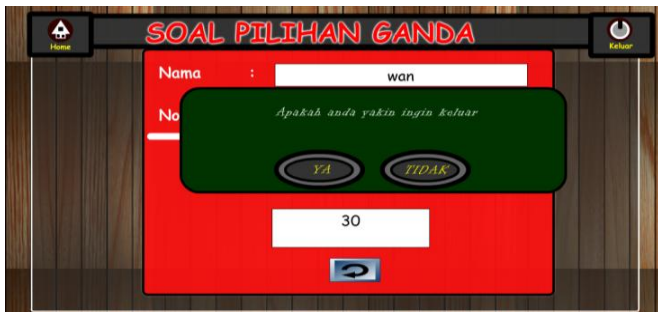 SOAL PILIHAN GANDA
Home
Keluar
Nama : wan
No
Apakah anda yakin ingin keluar
YA TIDAK
30